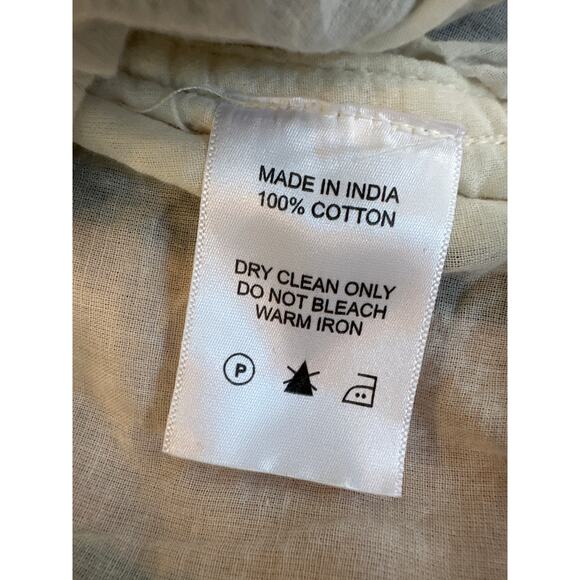 MADE IN INDIA
100% COTTON
DRY CLEAN ONLY
DO NOT BLEACH
WARM IRON
P